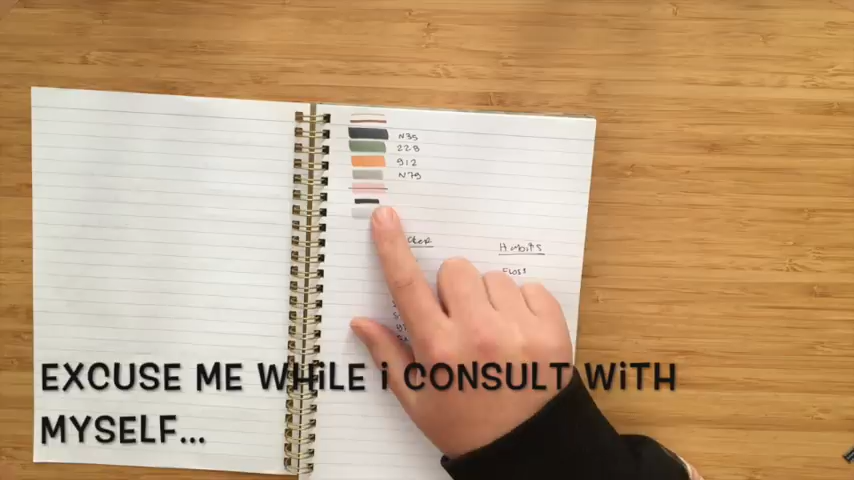 N35
228
912
N79
Habits
Floss
EXCUSE ME WHiLE i CONSULT WiTH
MYSELF...